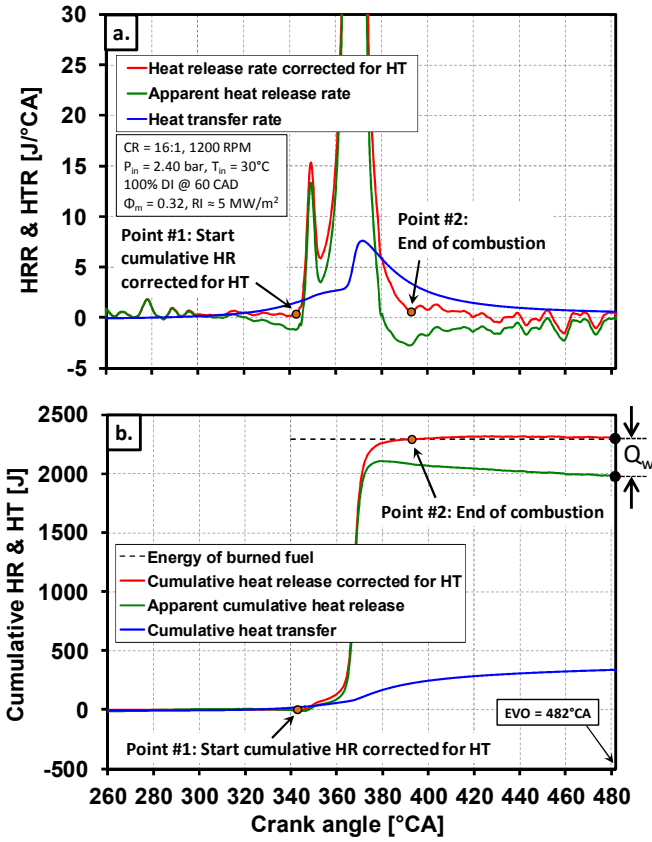 a.
30
25
20
15
10
5
0
-5
HRR & HTR [J/°CA]
Heat release rate corrected for HT
Apparent heat release rate
Heat transfer rate
CR = 16:1, 1200 RPM
P_in = 2.40 bar, T_in = 30°C
100% DI @ 60 CAD
Φ_m = 0.32, RI ≈ 5 MW/m²
Point #1: Start
cumulative HR
corrected for HT
Point #2:
End of combustion
b.
2500
2000
1500
1000
500
0
-500
Cumulative HR & HT [J]
Q_w
Point #2: End of combustion
Energy of burned fuel
Cumulative heat release corrected for HT
Apparent cumulative heat release
Cumulative heat transfer
EVO = 482°CA
Point #1: Start cumulative HR corrected for HT
260 280 300 320 340 360 380 400 420 440 460 480
Crank angle [°CA]